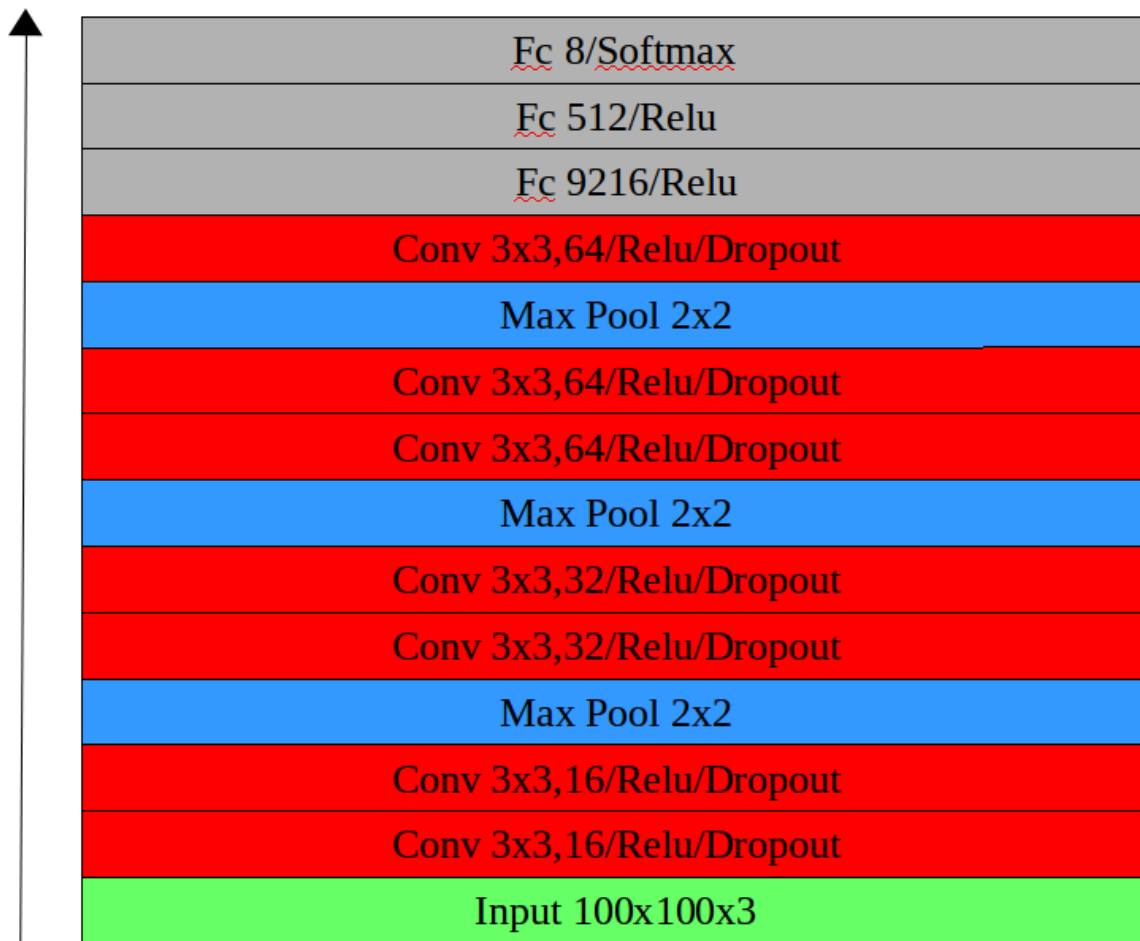 Fc 8/Softmax
Fc 512/Relu
Fc 9216/Relu
Conv 3x3,64/Relu/Dropout
Max Pool 2x2
Conv 3x3,64/Relu/Dropout
Conv 3x3,64/Relu/Dropout
Max Pool 2x2
Conv 3x3,32/Relu/Dropout
Conv 3x3,32/Relu/Dropout
Max Pool 2x2
Conv 3x3,16/Relu/Dropout
Conv 3x3,16/Relu/Dropout
Input 100x100x3